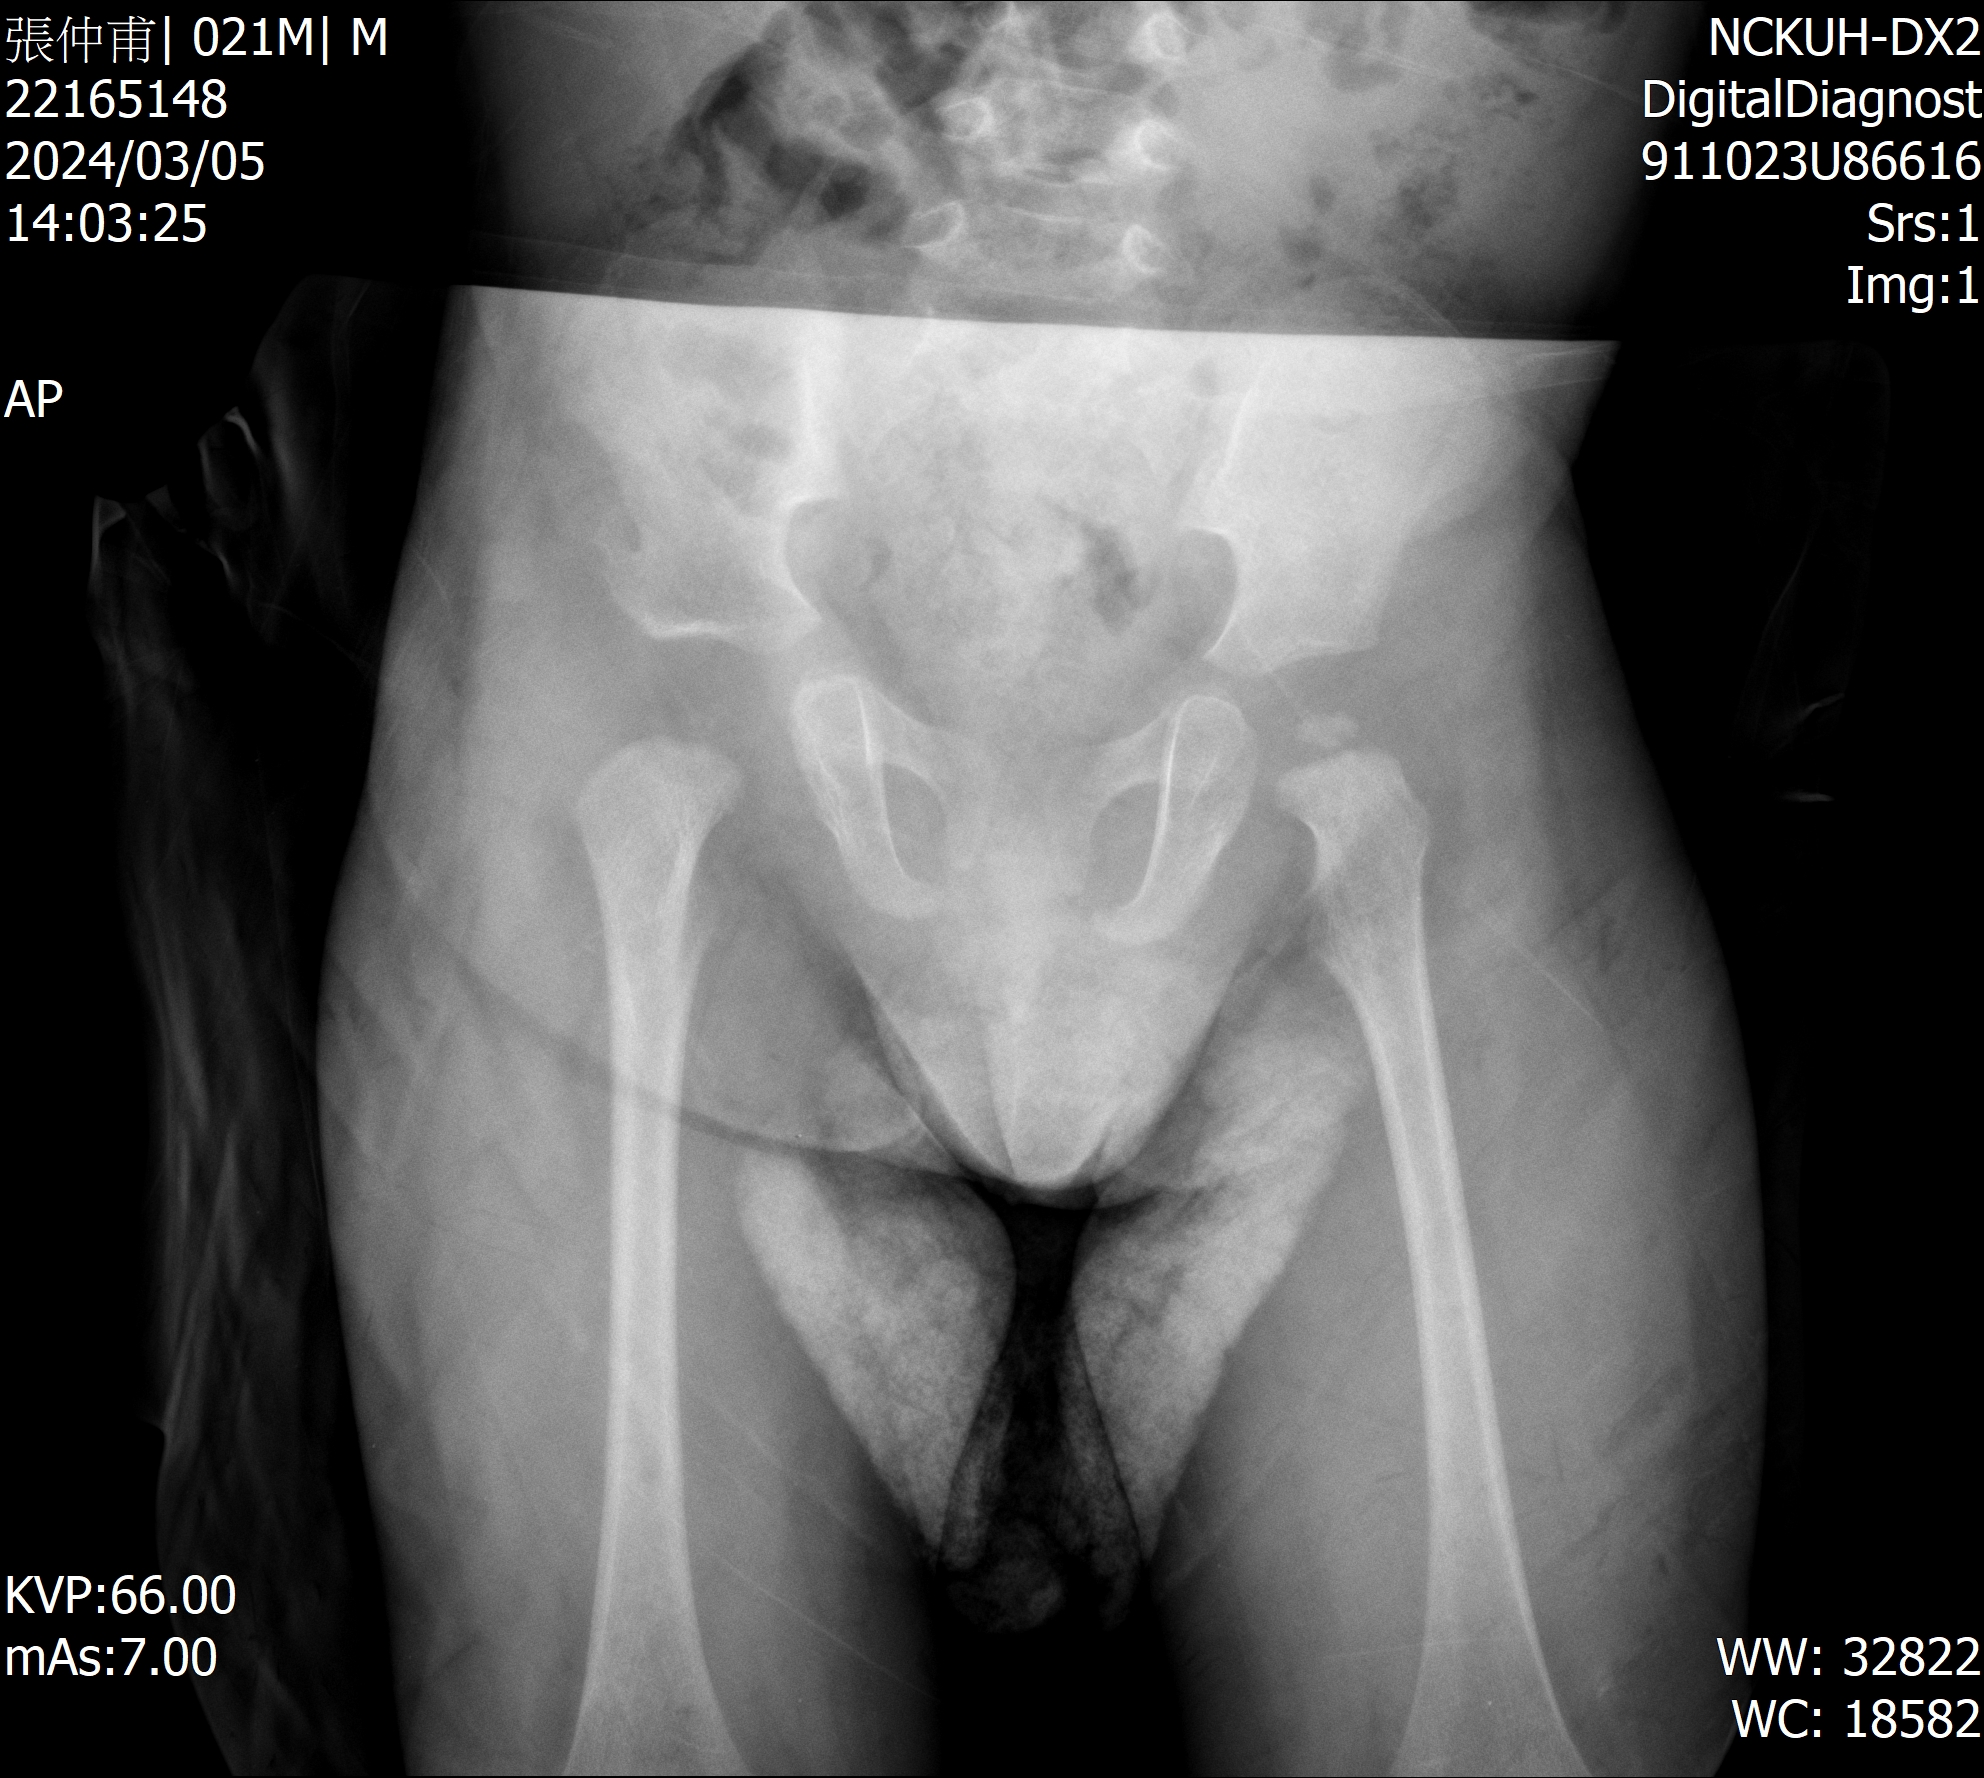 張仲甫| 021M| M
22165148
2024/03/05
14:03:25
AP
NCKUH-DX2
DigitalDiagnost
911023U86616
Srs:1
Img:1
KVP:66.00
mAs:7.00
WW: 32822
WC: 18582